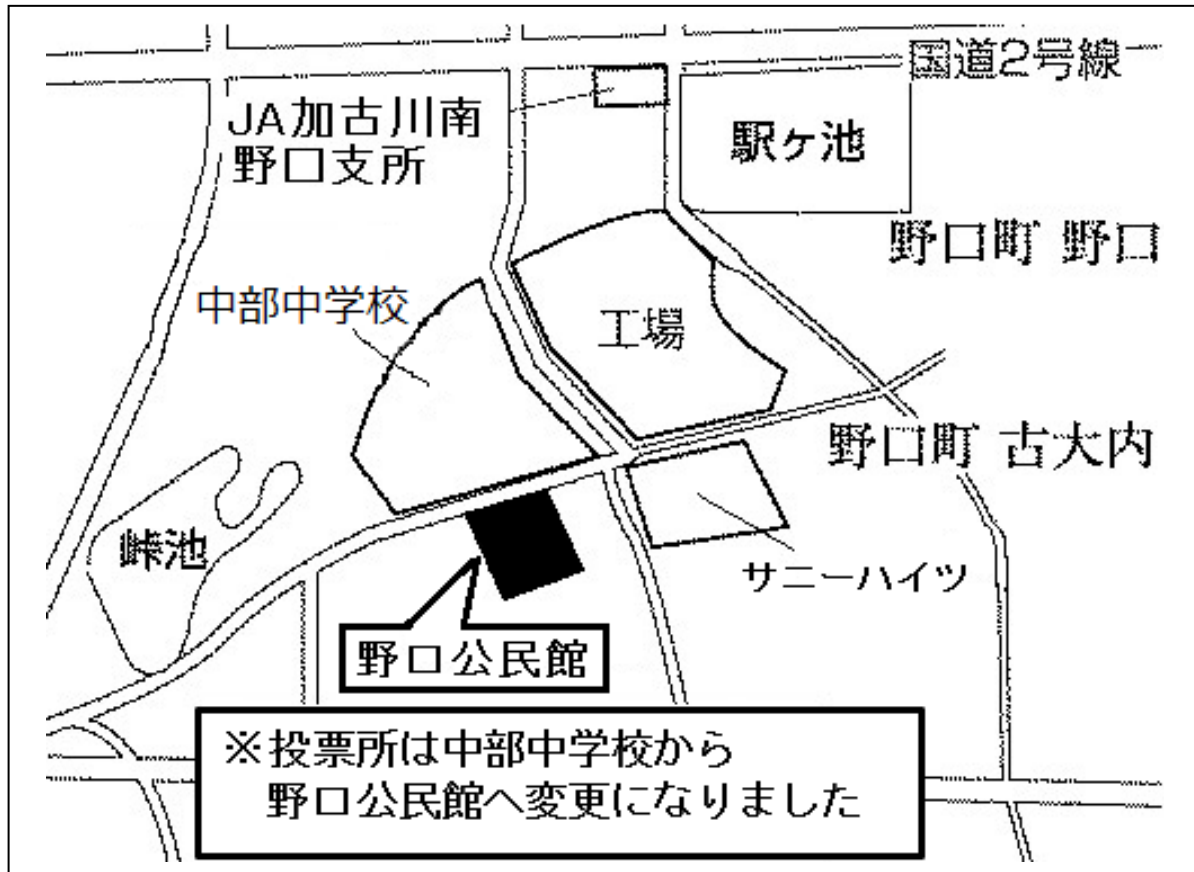 国道2号線
JA加古川南
野口支所
駅ヶ池
野口町 野口
中部中学校
工場
野口町 古大内
峠池
サニーハイツ
野口公民館
※投票所は中部中学校から
野口公民館へ変更になりました